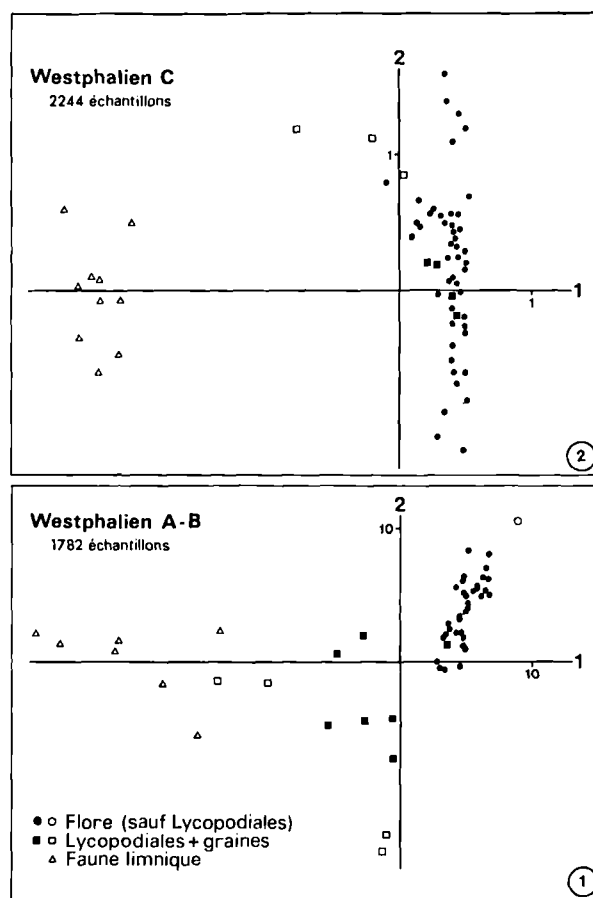 Westphalien C
2244 échantillons
2
1
1
1
2
Westphalien A-B
1782 échantillons
2
10
10
1
Flore (sauf Lycopodiales)
Lycopodiales + graines
Faune limnique
1